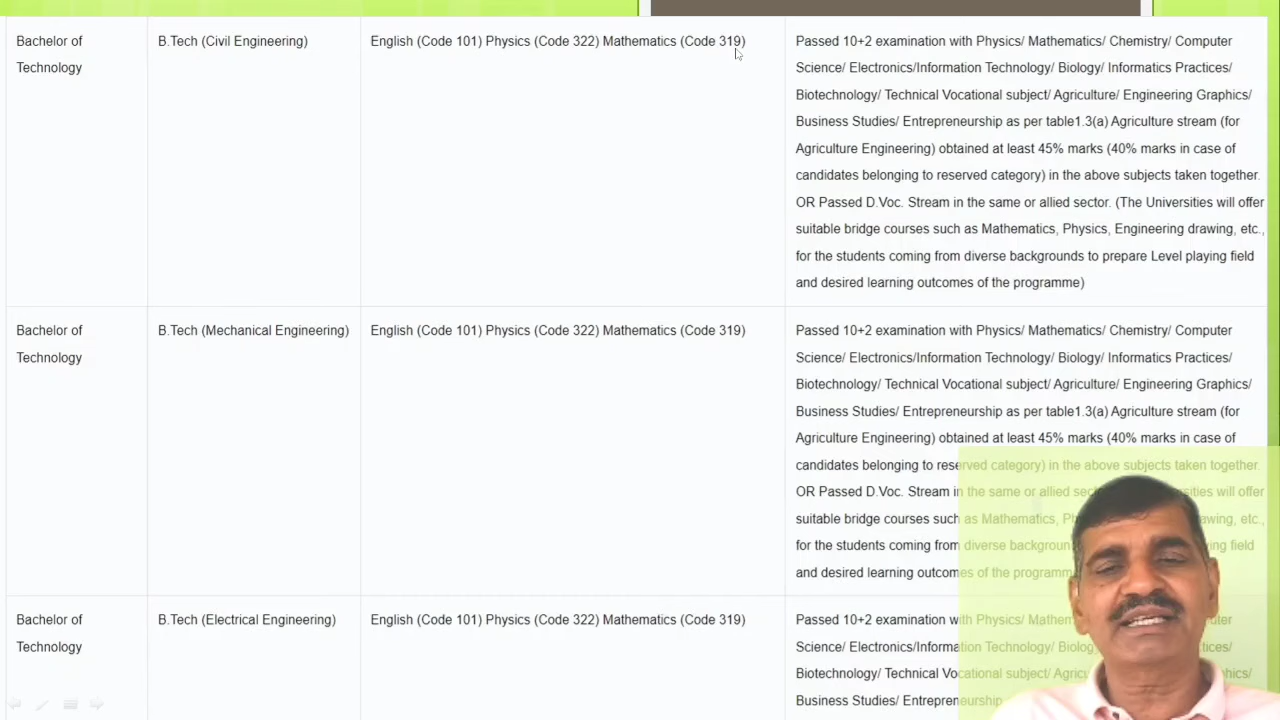 Bachelor of
Technology
B.Tech (Civil Engineering)
English (Code 101) Physics (Code 322) Mathematics (Code 319)
Passed 10+2 examination with Physics/ Mathematics/ Chemistry/ Computer
Science/ Electronics/Information Technology/ Biology/ Informatics Practices/
Biotechnology/ Technical Vocational subject/ Agriculture/ Engineering Graphics/
Business Studies/ Entrepreneurship as per table1.3(a) Agriculture stream (for
Agriculture Engineering) obtained at least 45% marks (40% marks in case of
candidates belonging to reserved category) in the above subjects taken together.
OR Passed D.Voc. Stream in the same or allied sector. (The Universities will offer
suitable bridge courses such as Mathematics, Physics, Engineering drawing, etc.,
for the students coming from diverse backgrounds to prepare Level playing field
and desired learning outcomes of the programme)
Bachelor of
Technology
B.Tech (Mechanical Engineering)
English (Code 101) Physics (Code 322) Mathematics (Code 319)
Passed 10+2 examination with Physics/ Mathematics/ Chemistry/ Computer
Science/ Electronics/Information Technology/ Biology/ Informatics Practices/
Biotechnology/ Technical Vocational subject/ Agriculture/ Engineering Graphics/
Business Studies/ Entrepreneurship as per table1.3(a) Agriculture stream (for
Agriculture Engineering) obtained at least 45% marks (40% marks in case of
candidates belonging to reserved category) in the above subjects taken together.
OR Passed D.Voc. Stream in the same or allied will offer
suitable bridge courses such as Mathematics, etc.,
for the students coming from diverse field
and desired learning outcomes of the
Bachelor of
Technology
B.Tech (Electrical Engineering)
English (Code 101) Physics (Code 322) Mathematics (Code 319)
Passed 10+2 examination with Physics/
Science/ Electronics/Information Technology/
Biotechnology/ Technical Vocational subject/
Business Studies/ Entrepreneurship